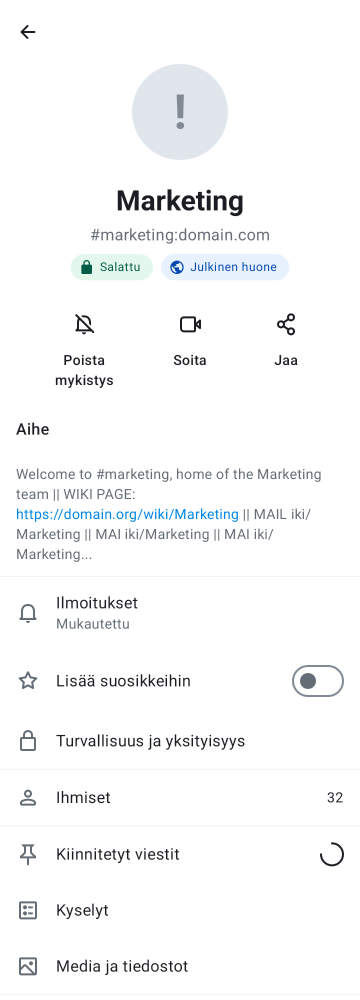 !
Marketing
#marketing:domain.com
Salattu
Julkinen huone
Poista
mykistys
Soita
Jaa
Aihe
Welcome to #marketing, home of the Marketing
team || WIKI PAGE:
https://domain.org/wiki/Marketing || MAIL iki/
Marketing || MAI iki/Marketing || MAI iki/
Marketing...
Ilmoitukset
Mukautettu
Lisää suosikkeihin
Turvallisuus ja yksityisyys
Ihmiset 32
Kiinnitetyt viestit
Kyselyt
Media ja tiedostot